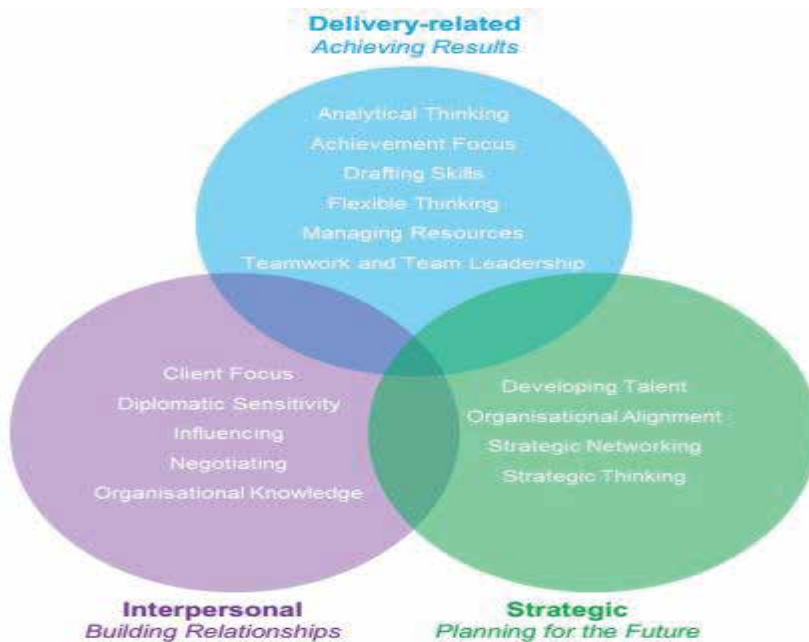 Delivery-related
Achieving Results
Analytical Thinking
Achievement Focus
Drafting Skills
Flexible Thinking
Managing Resources
Teamwork and Team Leadership
Client Focus
Diplomatic Sensitivity
Influencing
Negotiating
Organisational Knowledge
Developing Talent
Organisational Alignment
Strategic Networking
Strategic Thinking
Interpersonal
Building Relationships
Strategic
Planning for the Future